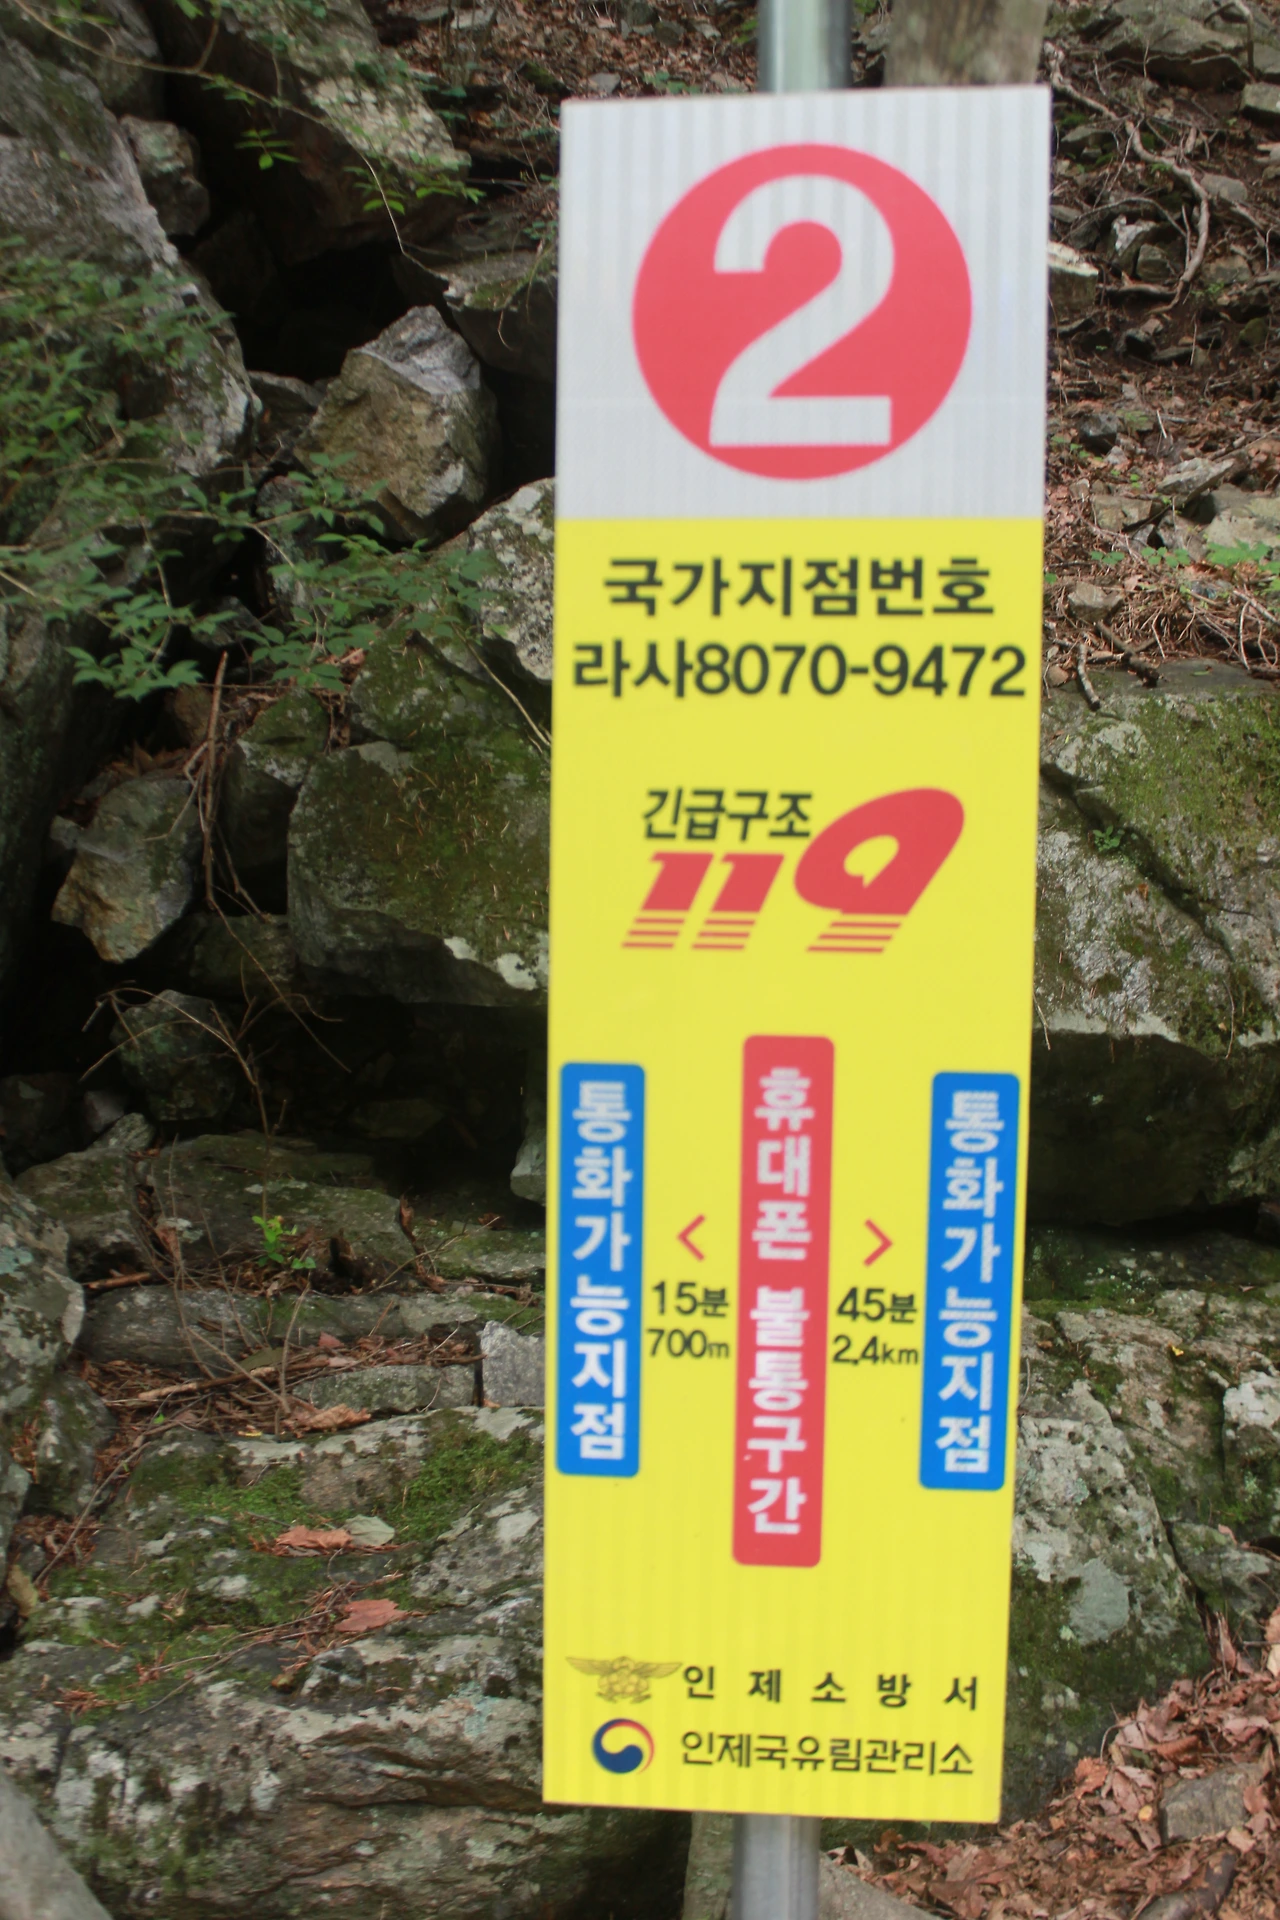 2
국가지점번호
라사8070-9472
긴급구조
119
통화가능지점
<
15분
700m
휴대폰 불통구간
>
45분
2.4km
통화가능지점
인제소방서
인제국유림관리소